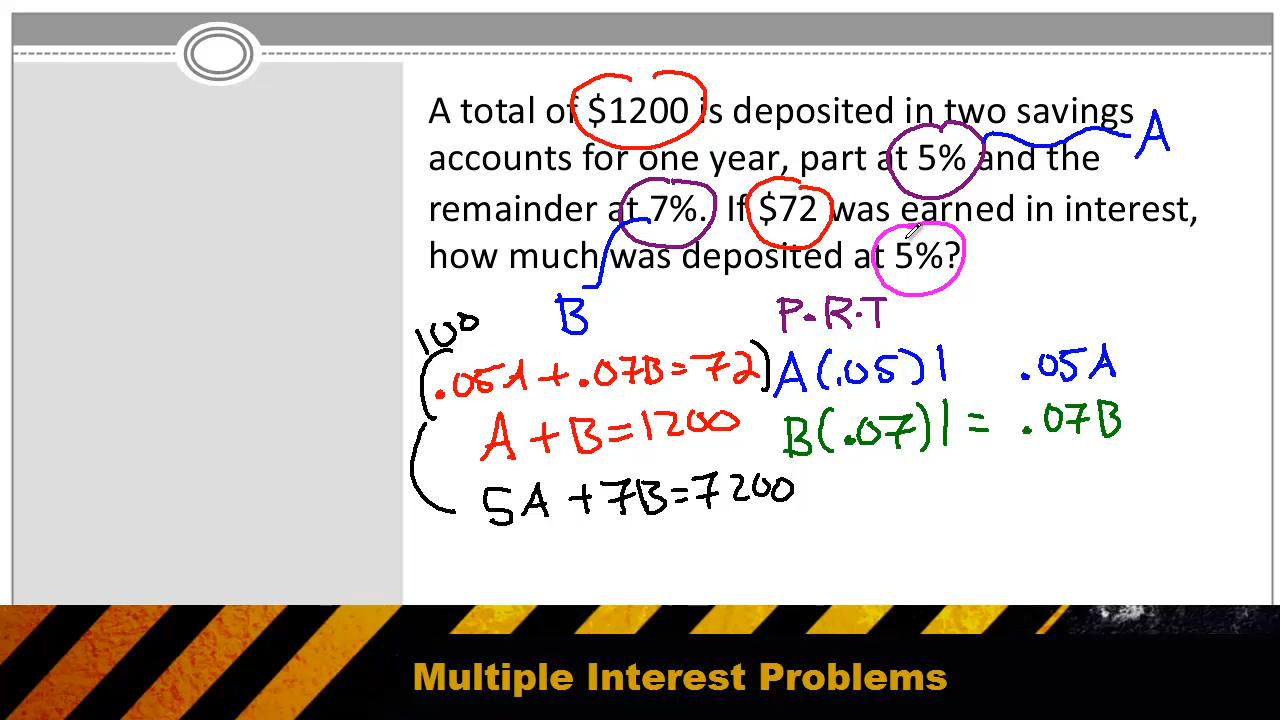 A total of $1200 is deposited in two savings
A
accounts for one year, part at 5% and the
remainder at 7%. If $72 was earned in interest,
how much was deposited at 5%?
B
P·R·T
100
(.05A + .07B = 72)
A(.05)1 .05A
A + B = 1200
B(.07)1 = .07B
5A + 7B = 7200
Multiple Interest Problems